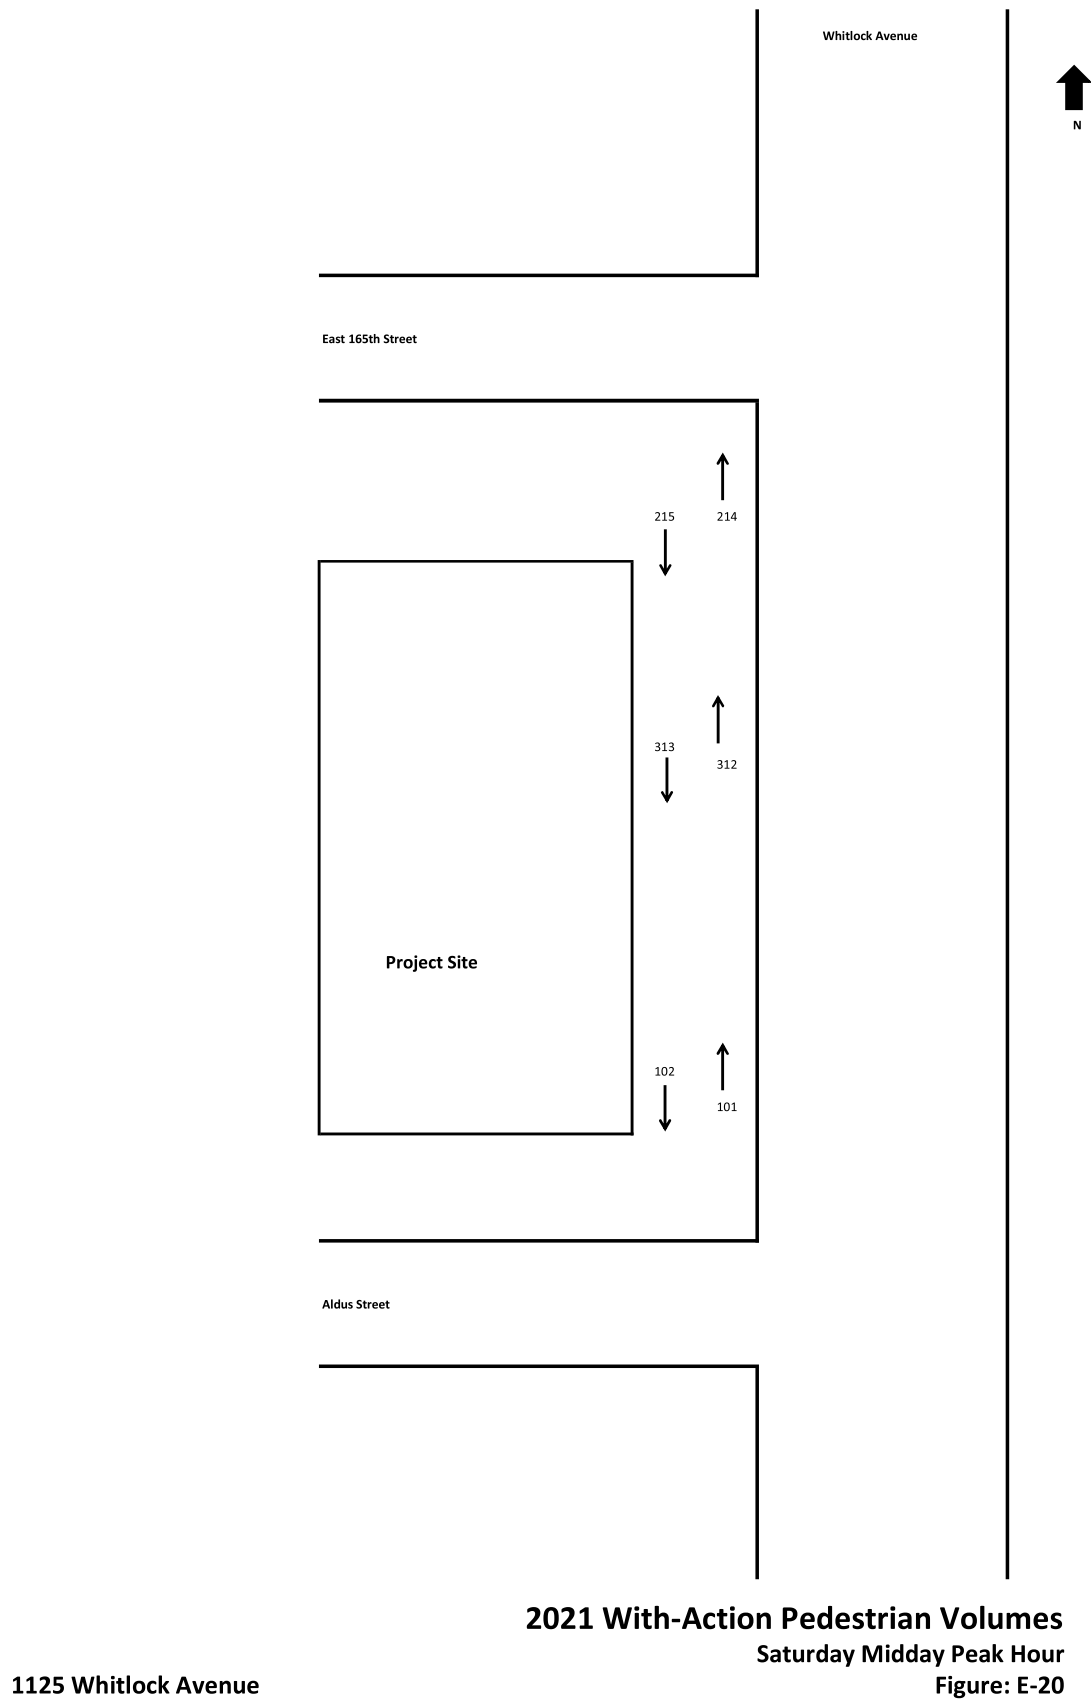 Whitlock Avenue
N
East 165th Street
215
214
313
312
Project Site
102
101
Aldus Street
2021 With-Action Pedestrian Volumes
Saturday Midday Peak Hour
1125 Whitlock Avenue
Figure: E-20